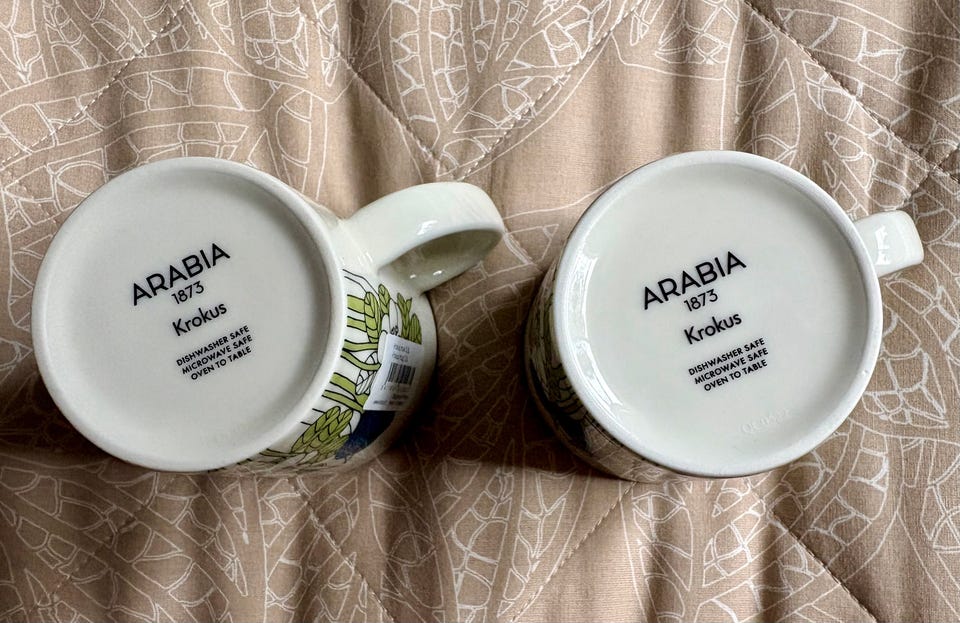 ARABIA
1873
Krokus
DISHWASHER SAFE
MICROWAVE SAFE
OVEN TO TABLE
ARABIA
1873
Krokus
DISHWASHER SAFE
MICROWAVE SAFE
OVEN TO TABLE